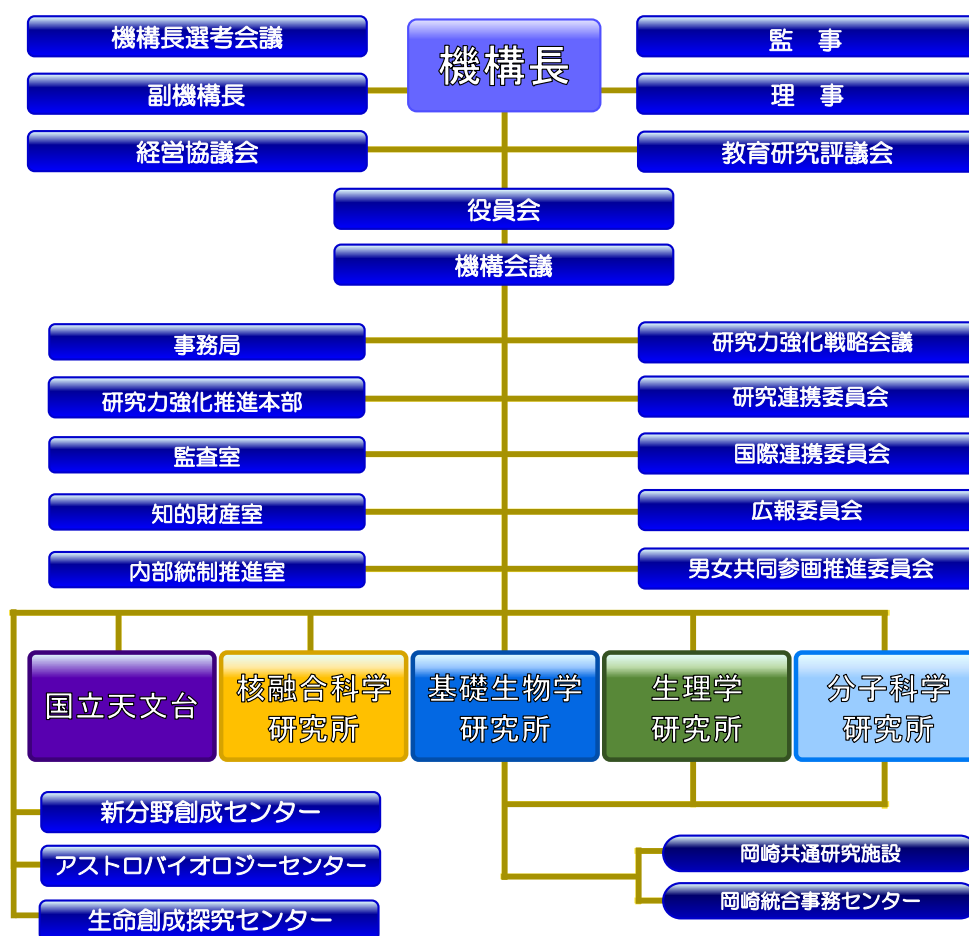 機構長選考会議
機構長
監 事
副機構長
理 事
経営協議会
教育研究評議会
役員会
機構会議
事務局
研究力強化戦略会議
研究力強化推進本部
研究連携委員会
監査室
国際連携委員会
知的財産室
広報委員会
内部統制推進室
男女共同参画推進委員会
国立天文台
核融合科学
研究所
基礎生物学
研究所
生理学
研究所
分子科学
研究所
新分野創成センター
アストロバイオロジーセンター
生命創成探究センター
岡崎共通研究施設
岡崎統合事務センター